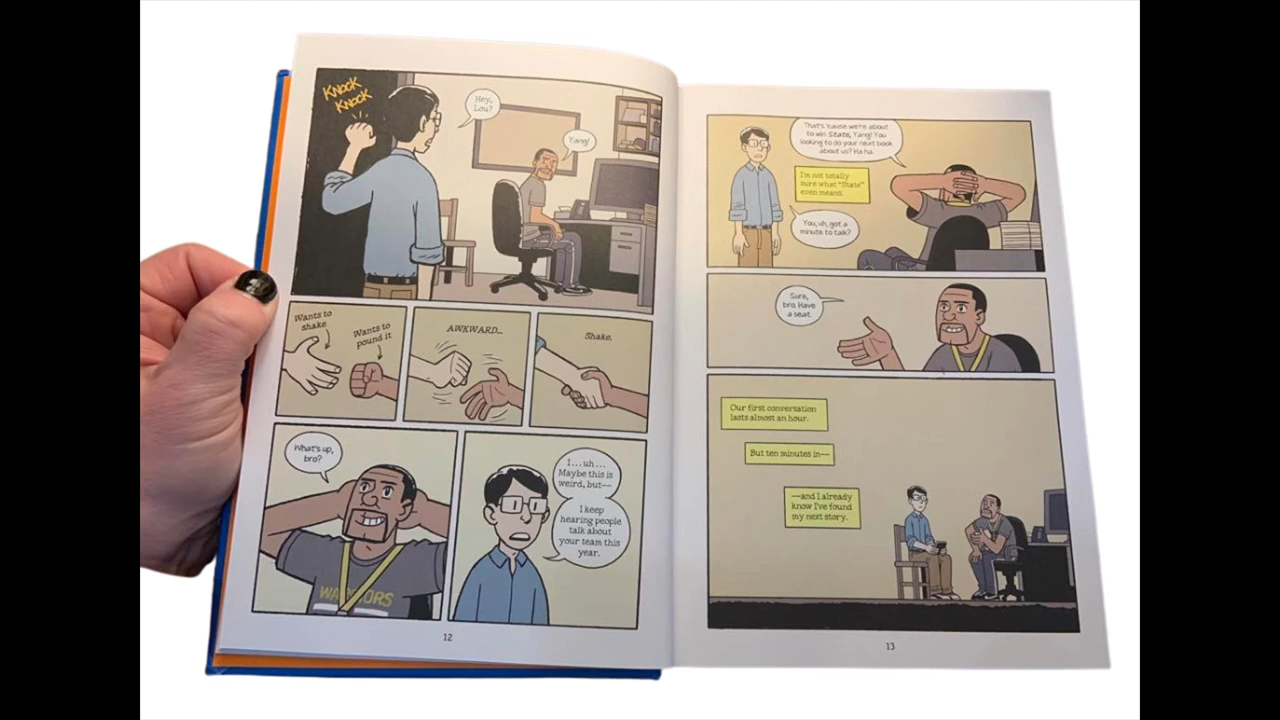 KNOCK
KNOCK
Hey,
Lou?
Yang!
Wants to
shake
Wants to
pound it
AWKWARD...
Shake.
What's up,
bro?
WARRIORS
I...uh...
Maybe this is
weird, but--
I keep
hearing people
talk about
your team this
year.
12
That's 'cause we're about
to win State, Yang! You
looking to do your next book
about us? Ha ha.
I'm not totally
sure what "State"
even means.
You, uh, got a
minute to talk?
Sure,
bro. Have
a seat.
Our first conversation
lasts almost an hour.
But ten minutes in--
--and I already
know I've found
my next story.
13